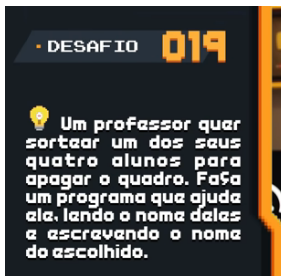 · DESAFIO 019
Um professor quer
sortear um dos seus
quatro alunos para
apagar o quadro. Faça
um programa que ajude
ele, lendo o nome deles
e escrevendo o nome
do escolhido.